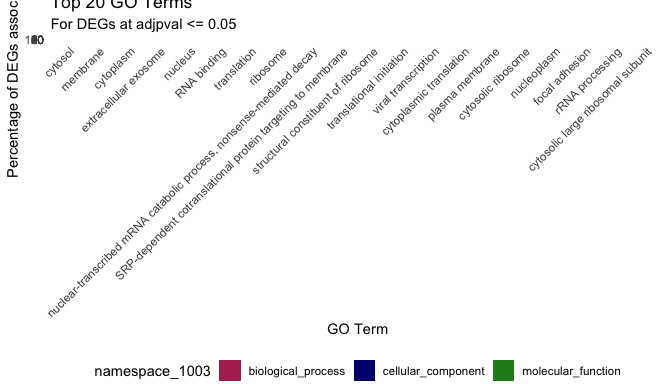 Top 20 GO Terms
For DEGs at adjpval <= 0.05
Percentage of DEGs assoc
cytosol
membrane
cytoplasm
extracellular exosome
nucleus
RNA binding
translation
ribosome
nuclear-transcribed mRNA catabolic process, nonsense-mediated decay
SRP-dependent cotranslational protein targeting to membrane
structural constituent of ribosome
translational initiation
viral transcription
cytoplasmic translation
plasma membrane
cytosolic ribosome
nucleoplasm
focal adhesion
rRNA processing
cytosolic large ribosomal subunit
GO Term
namespace_1003 biological_process cellular_component molecular_function